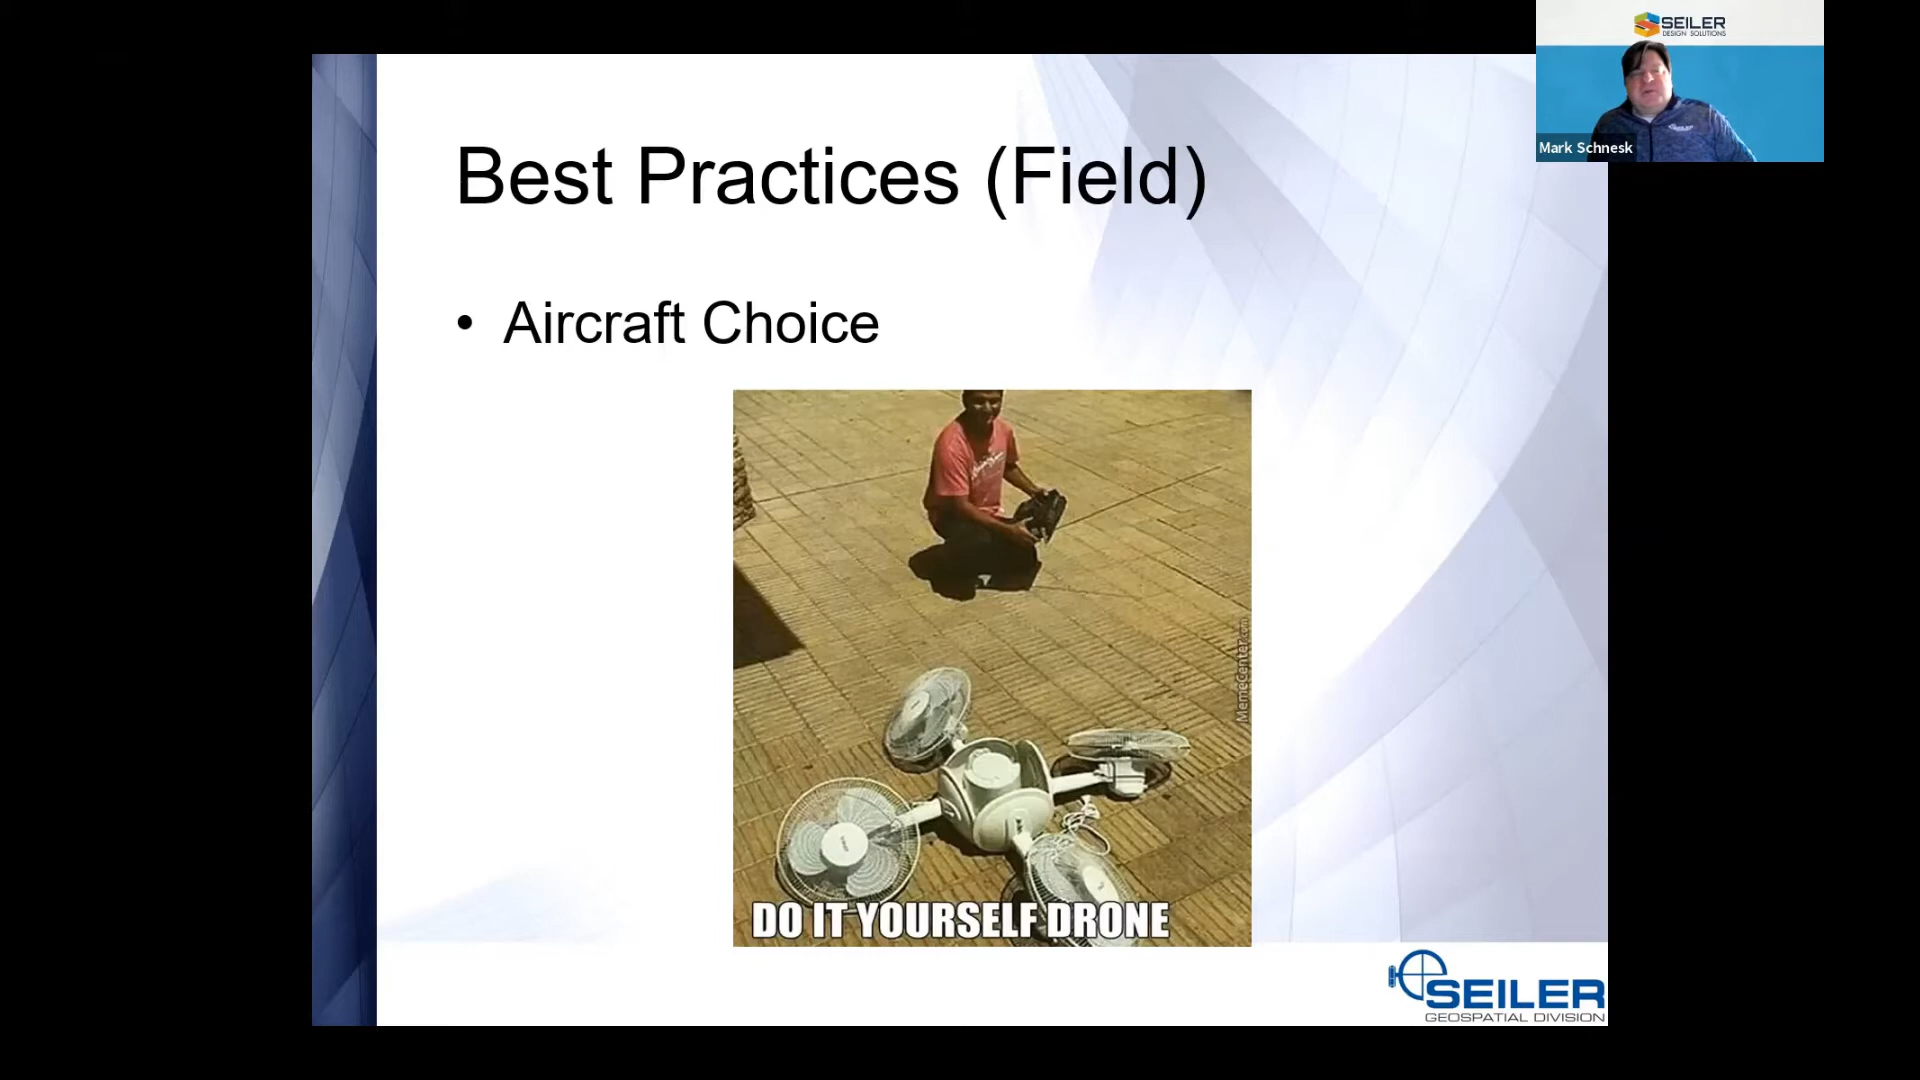 SEILER
DESIGN SOLUTIONS
Mark Schnesk
Best Practices (Field)
• Aircraft Choice
MemeCenter.com
DO IT YOURSELF DRONE
SEILER
GEOSPATIAL DIVISION